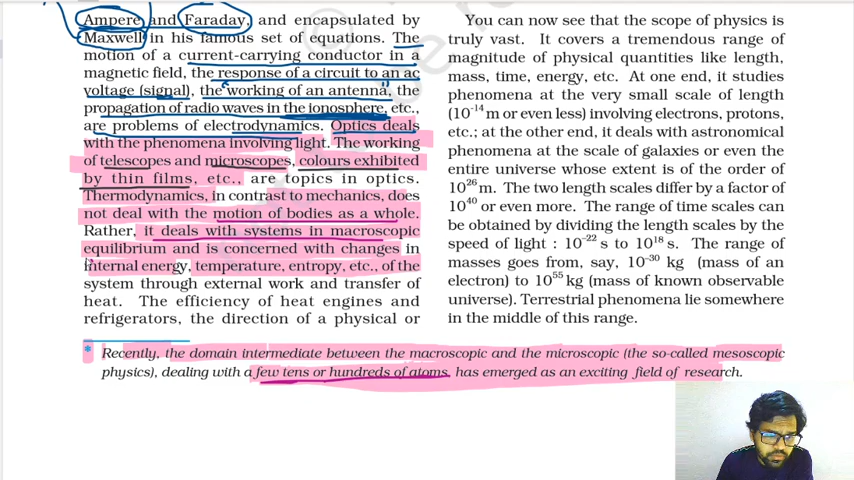 Ampere and Faraday, and encapsulated by
Maxwell in his famous set of equations. The
motion of a current-carrying conductor in a
magnetic field, the response of a circuit to an ac
voltage (signal), the working of an antenna, the
propagation of radio waves in the ionosphere, etc.,
are problems of electrodynamics. Optics deals
with the phenomena involving light. The working
of telescopes and microscopes, colours exhibited
by thin films, etc., are topics in optics.
Thermodynamics, in contrast to mechanics, does
not deal with the motion of bodies as a whole.
Rather, it deals with systems in macroscopic
equilibrium and is concerned with changes in
internal energy, temperature, entropy, etc., of the
system through external work and transfer of
heat. The efficiency of heat engines and
refrigerators, the direction of a physical or
You can now see that the scope of physics is
truly vast. It covers a tremendous range of
magnitude of physical quantities like length,
mass, time, energy, etc. At one end, it studies
phenomena at the very small scale of length
(10⁻¹⁴ m or even less) involving electrons, protons,
etc.; at the other end, it deals with astronomical
phenomena at the scale of galaxies or even the
entire universe whose extent is of the order of
10²⁶ m. The two length scales differ by a factor of
10⁴⁰ or even more. The range of time scales can
be obtained by dividing the length scales by the
speed of light : 10⁻²² s to 10¹⁸ s. The range of
masses goes from, say, 10⁻³⁰ kg (mass of an
electron) to 10⁵⁵ kg (mass of known observable
universe). Terrestrial phenomena lie somewhere
in the middle of this range.
* Recently, the domain intermediate between the macroscopic and the microscopic (the so-called mesoscopic
physics), dealing with a few tens or hundreds of atoms, has emerged as an exciting field of research.